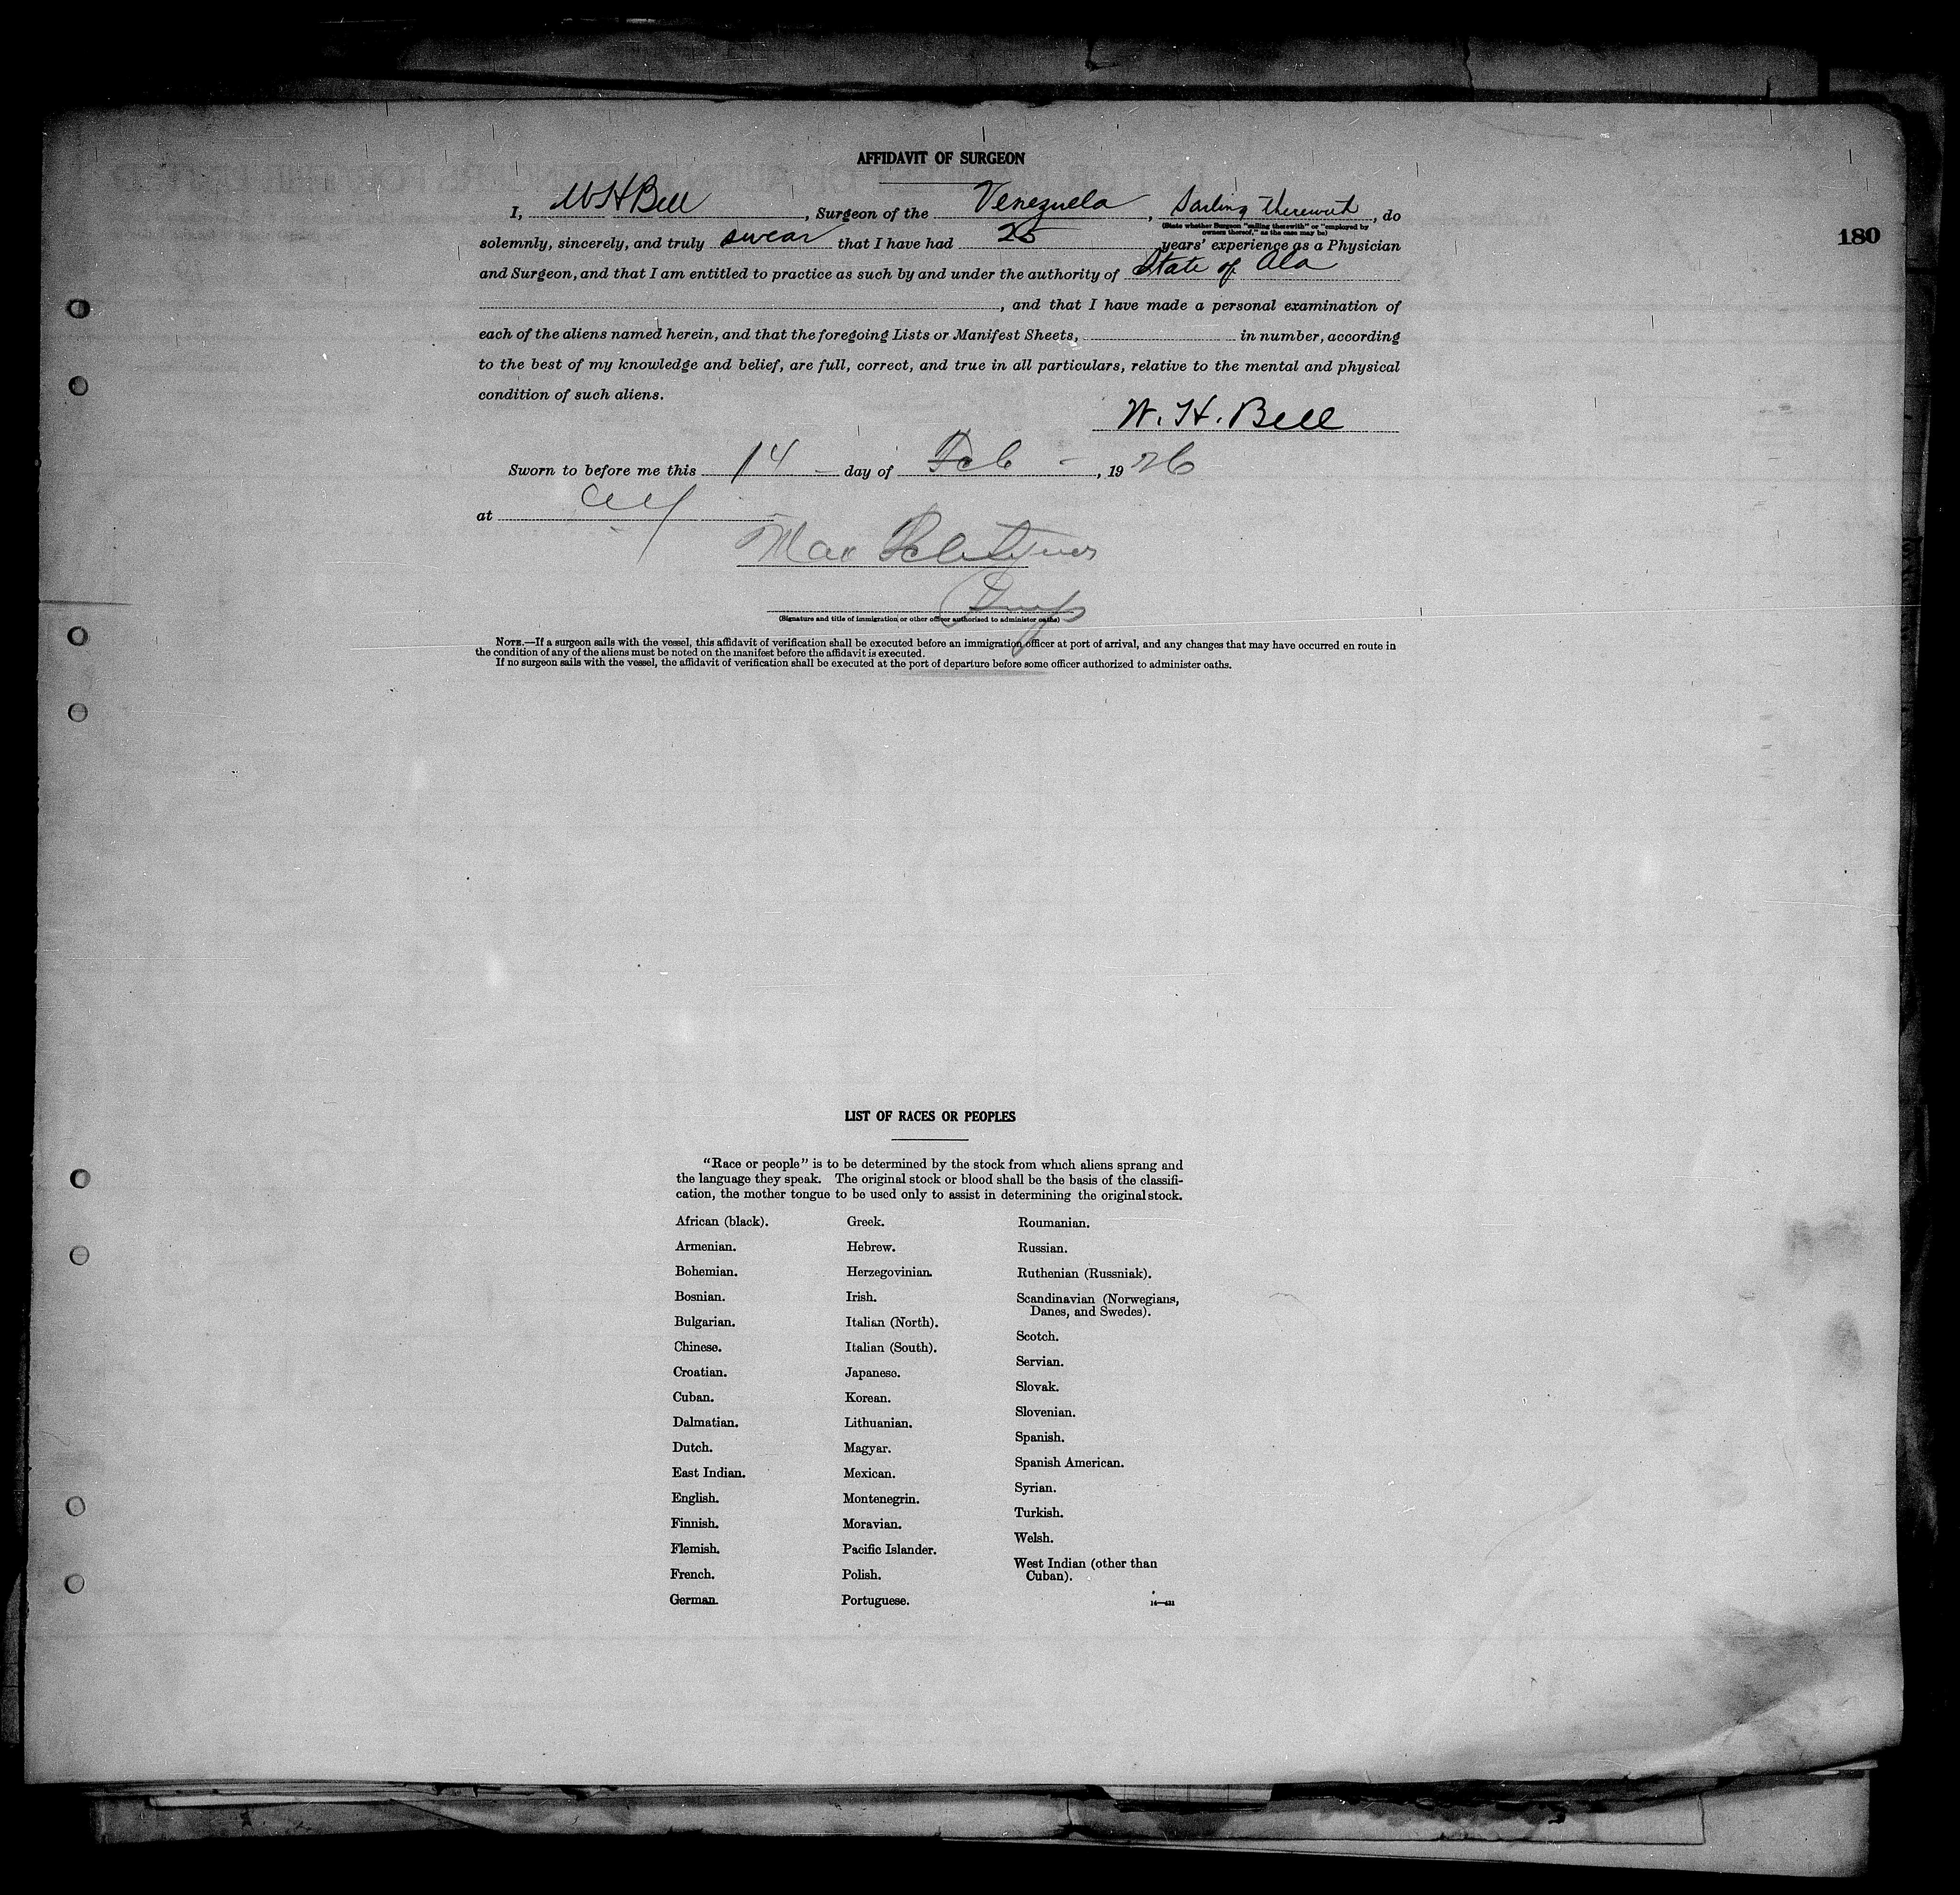 AFFIDAVIT OF SURGEON
I, W H Bell, Surgeon of the Venezuela, Sailing therewith, do
(State whether Surgeon "sailing therewith" or "employed by
owners thereof," as the case may be)
180
solemnly, sincerely, and truly swear that I have had 25 years' experience as a Physician
and Surgeon, and that I am entitled to practice as such by and under the authority of State of Ala
, and that I have made a personal examination of
each of the aliens named herein, and that the foregoing Lists or Manifest Sheets, in number, according
to the best of my knowledge and belief, are full, correct, and true in all particulars, relative to the mental and physical
condition of such aliens.
W. H. Bell
Sworn to before me this 14 - day of Feb -, 19 26
at
Max
Insp
(Signature and title of immigration or other officer authorized to administer oaths)
NOTE.—If a surgeon sails with the vessel, this affidavit of verification shall be executed before an immigration officer at port of arrival, and any changes that may have occurred en route in
the condition of any of the aliens must be noted on the manifest before the affidavit is executed.
If no surgeon sails with the vessel, the affidavit of verification shall be executed at the port of departure before some officer authorized to administer oaths.
LIST OF RACES OR PEOPLES
"Race or people" is to be determined by the stock from which aliens sprang and
the language they speak. The original stock or blood shall be the basis of the classifi-
cation, the mother tongue to be used only to assist in determining the original stock.
African (black).
Armenian.
Bohemian.
Bosnian.
Bulgarian.
Chinese.
Croatian.
Cuban.
Dalmatian.
Dutch.
East Indian.
English.
Finnish.
Flemish.
French.
German.
Greek.
Hebrew.
Herzegovinian.
Irish.
Italian (North).
Italian (South).
Japanese.
Korean.
Lithuanian.
Magyar.
Mexican.
Montenegrin.
Moravian.
Pacific Islander.
Polish.
Portuguese.
Roumanian.
Russian.
Ruthenian (Russniak).
Scandinavian (Norwegians,
Danes, and Swedes).
Scotch.
Servian.
Slovak.
Slovenian.
Spanish.
Spanish American.
Syrian.
Turkish.
Welsh.
West Indian (other than
Cuban).